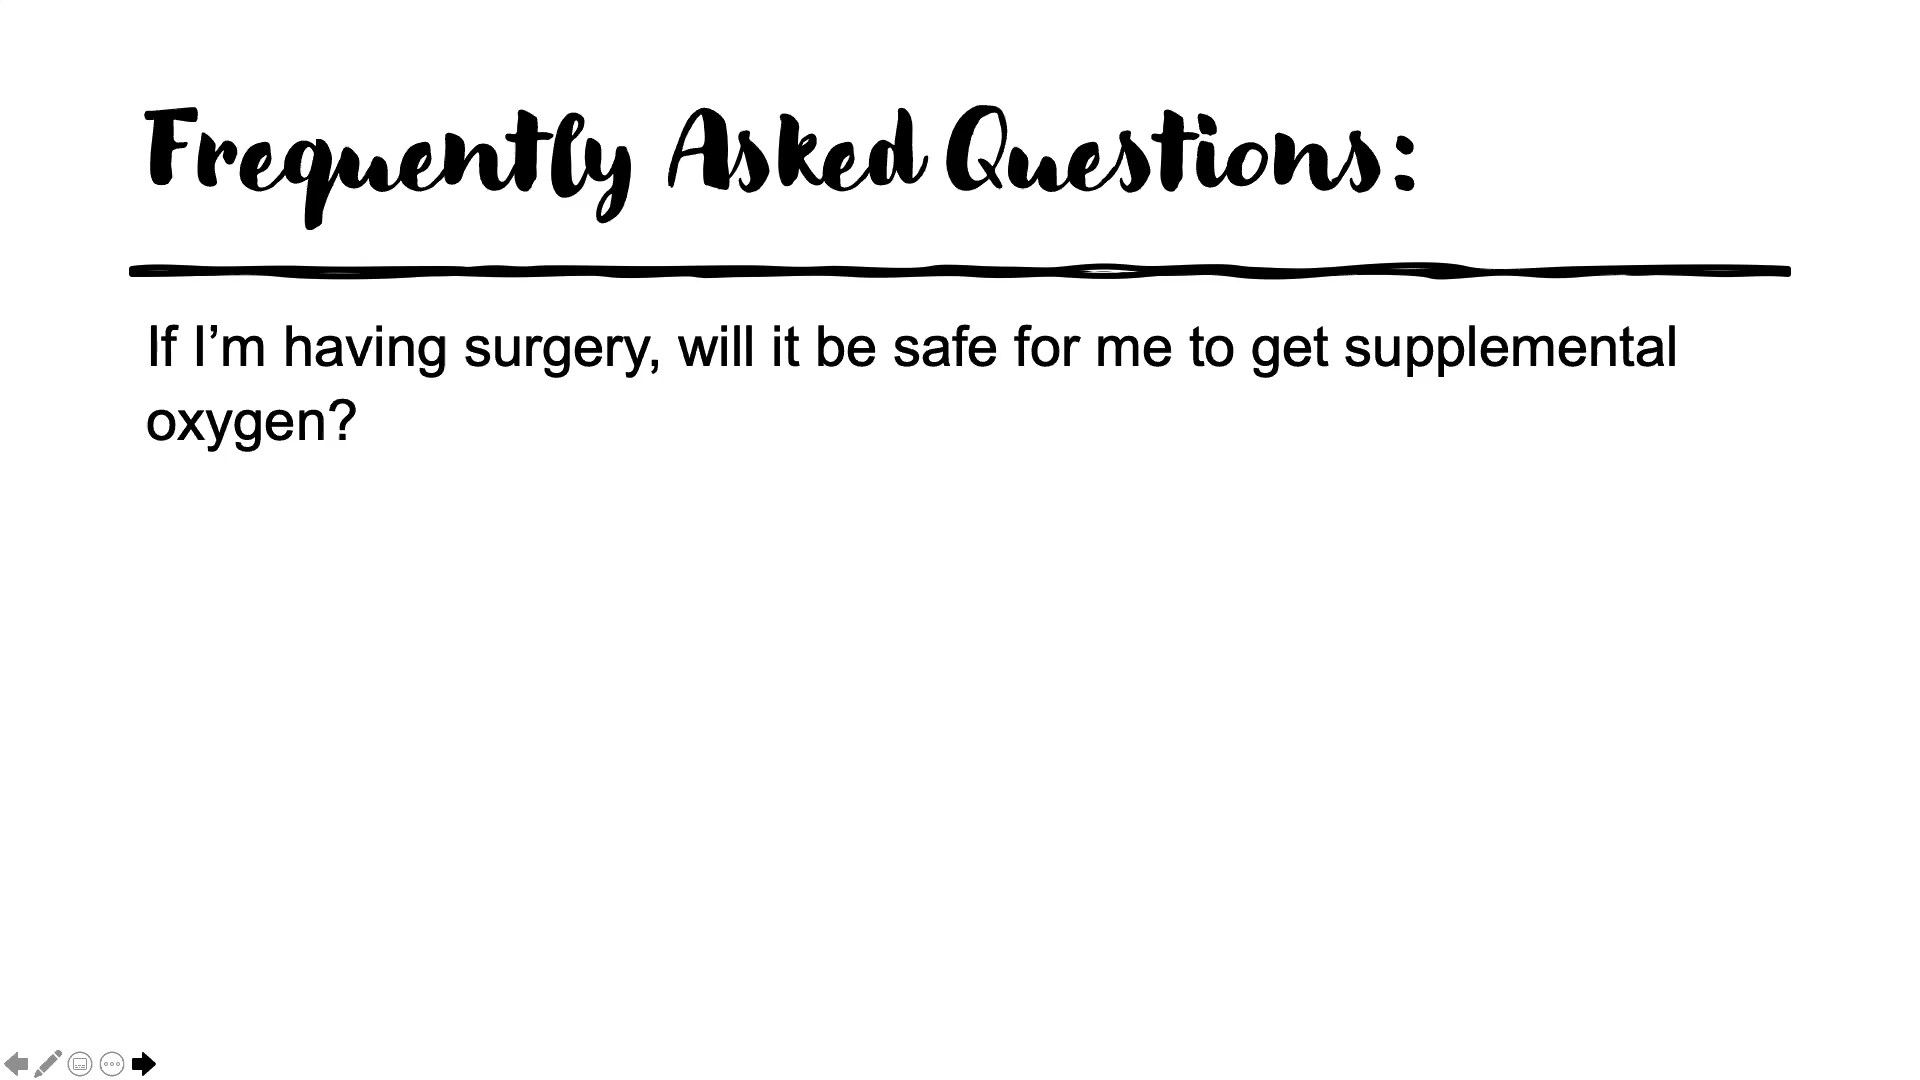 Frequently Asked Questions:
If I’m having surgery, will it be safe for me to get supplemental
oxygen?